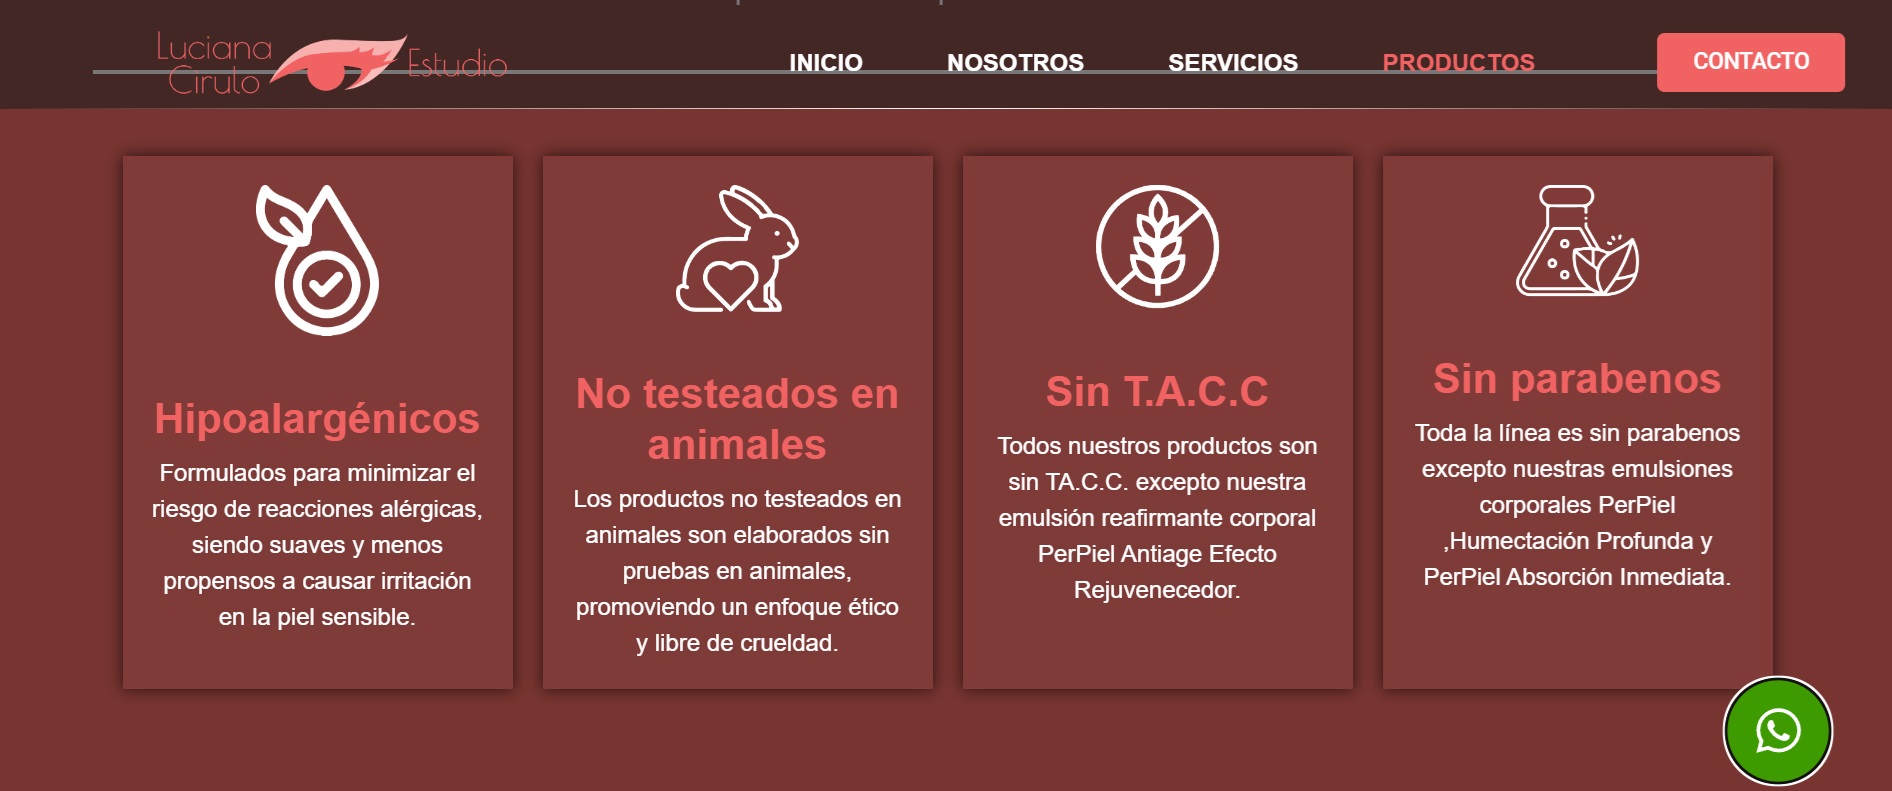 Luciana
Cirulo
Estudio
INICIO NOSOTROS SERVICIOS PRODUCTOS CONTACTO
Hipoalargénicos
Formulados para minimizar el
riesgo de reacciones alérgicas,
siendo suaves y menos
propensos a causar irritación
en la piel sensible.
No testeados en
animales
Los productos no testeados en
animales son elaborados sin
pruebas en animales,
promoviendo un enfoque ético
y libre de crueldad.
Sin T.A.C.C
Todos nuestros productos son
sin TA.C.C. excepto nuestra
emulsión reafirmante corporal
PerPiel Antiage Efecto
Rejuvenecedor.
Sin parabenos
Toda la línea es sin parabenos
excepto nuestras emulsiones
corporales PerPiel
,Humectación Profunda y
PerPiel Absorción Inmediata.